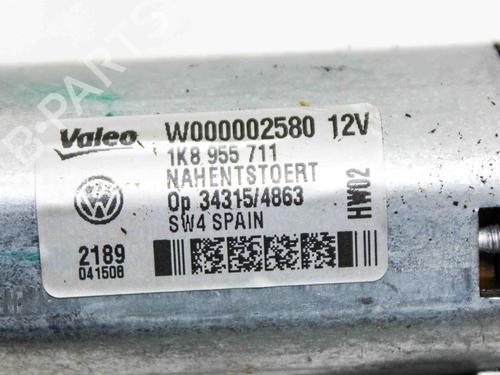 B-PARTS
Valeo W000002580 12V
1K8 955 711
NAHENTSTOERT
Op 34315/4863
SW4 SPAIN
HW02
2189
041508